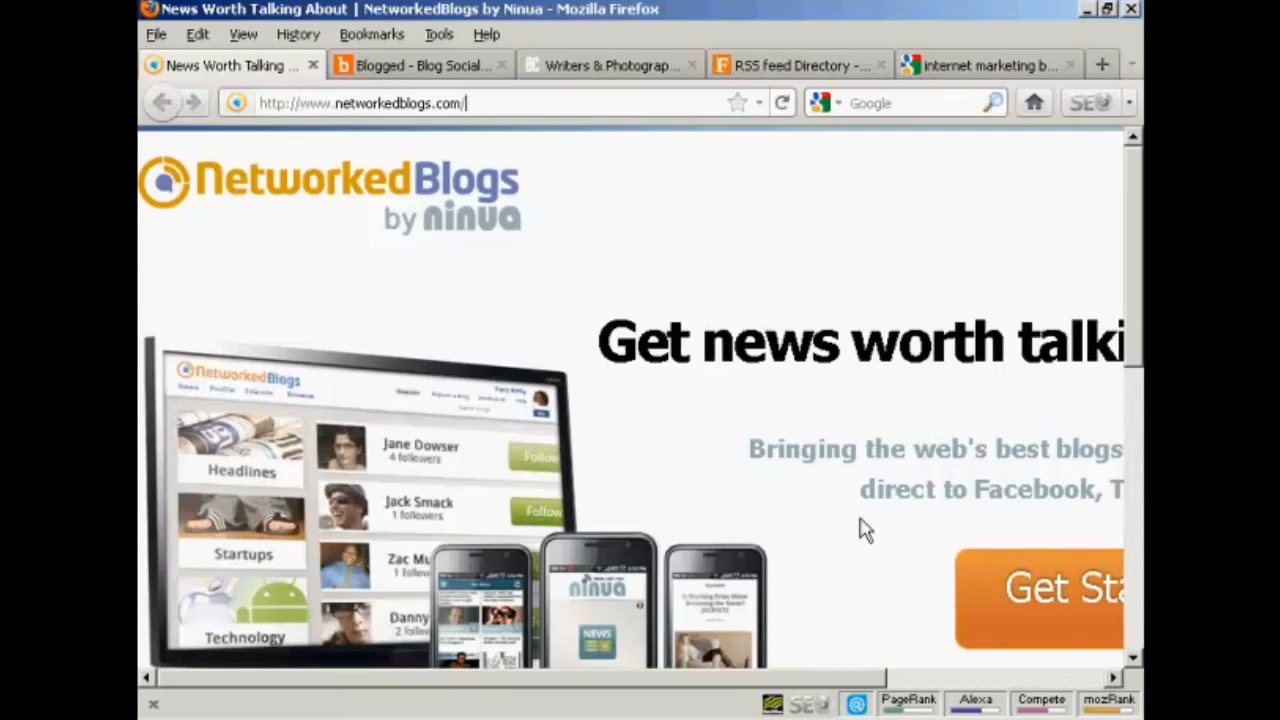 News Worth Talking About | NetworkedBlogs by Ninua - Mozilla Firefox
File Edit View History Bookmarks Tools Help
News Worth Talking ...
Blogged - Blog Social...
Writers & Photograp...
RSS feed Directory -...
internet marketing b...
http://www.networkedblogs.com/
Google
SEO
NetworkedBlogs
by ninua
Get news worth talki
Bringing the web's best blogs
direct to Facebook, T
Get Sta
NetworkedBlogs
Headlines
Startups
Technology
Jane Dowser
4 followers
Follow
Jack Smack
1 followers
Follow
Zac Mu
1 follow
Danny
2 follo
ninua
NEWS
SEO
PageRank
Alexa
Compete
mozRank